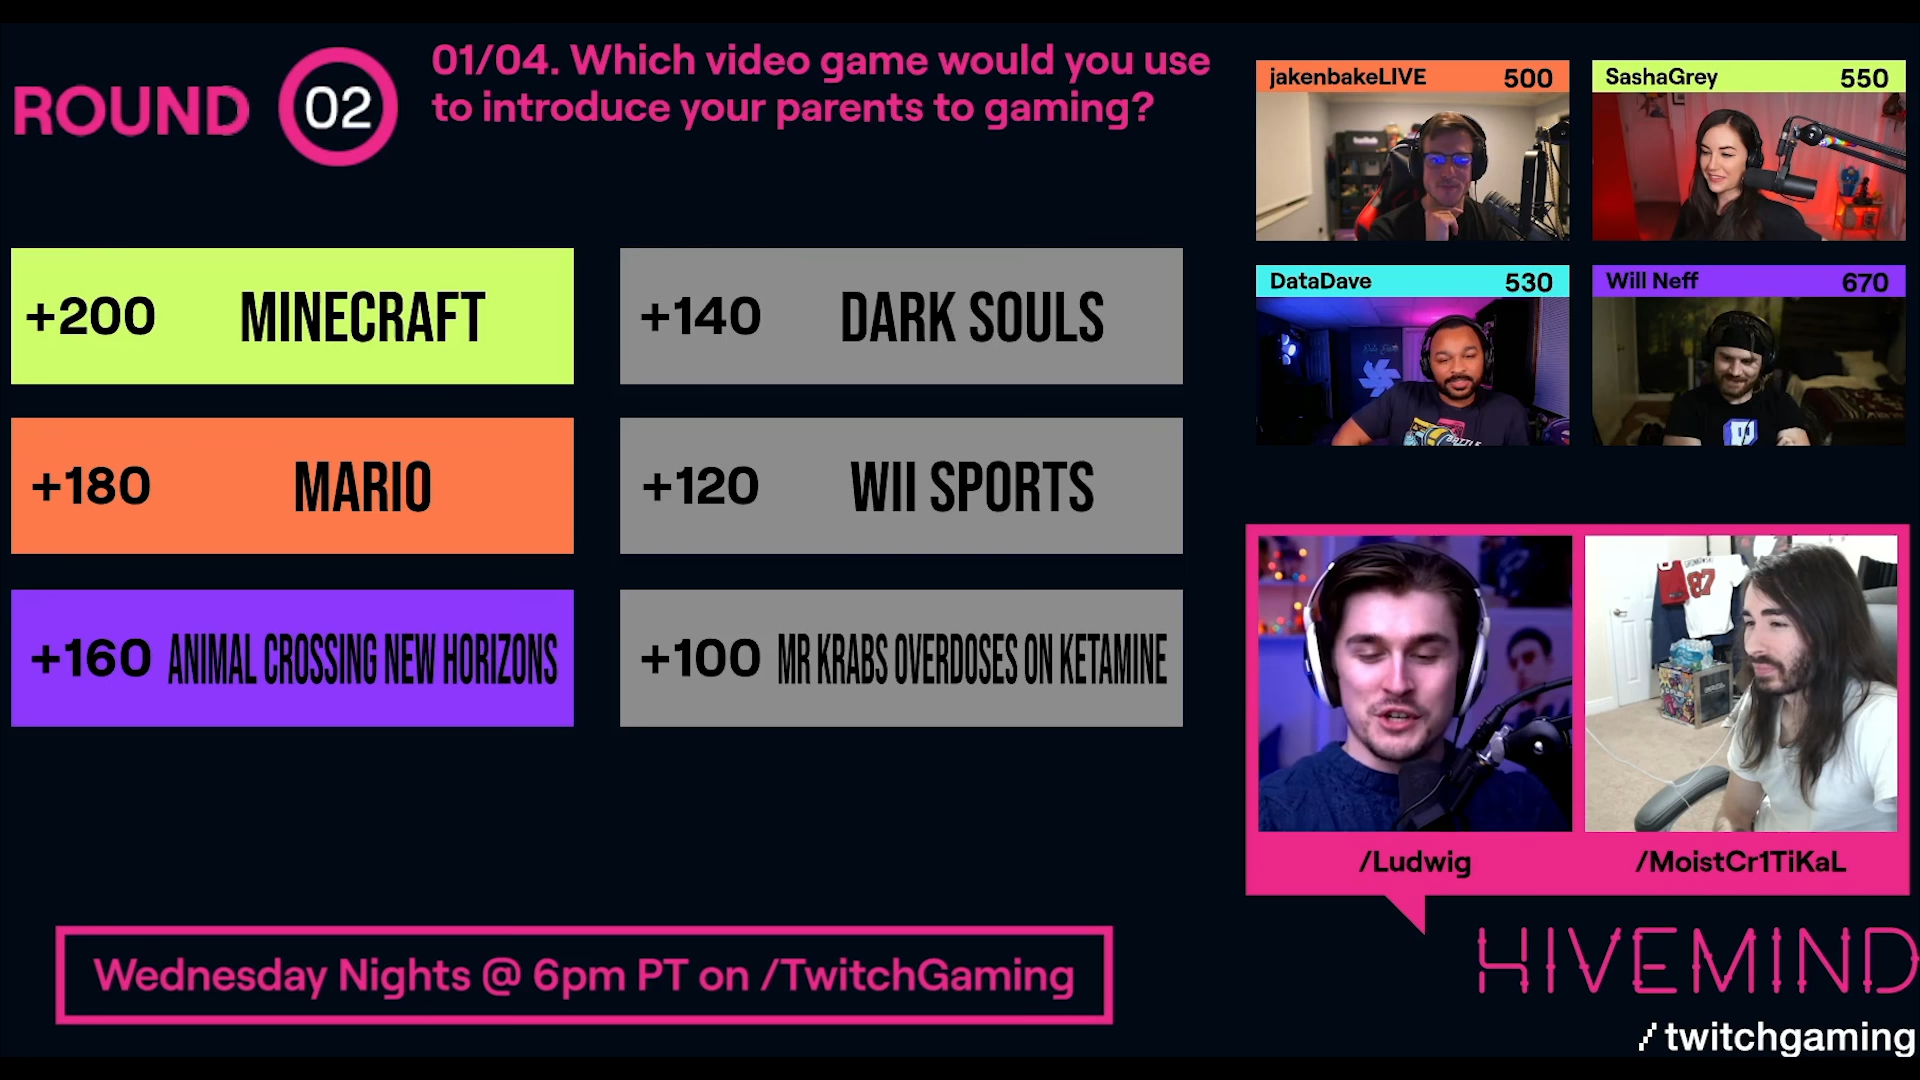 ROUND 02
01/04. Which video game would you use
to introduce your parents to gaming?
+200 MINECRAFT
+180 MARIO
+160 ANIMAL CROSSING NEW HORIZONS
+140 DARK SOULS
+120 WII SPORTS
+100 MR KRABS OVERDOSES ON KETAMINE
jakenbakeLIVE 500
SashaGrey 550
DataDave 530
Will Neff 670
87
/Ludwig
/MoistCr1TiKaL
Wednesday Nights @ 6pm PT on /TwitchGaming
HIVEMIND
/twitchgaming